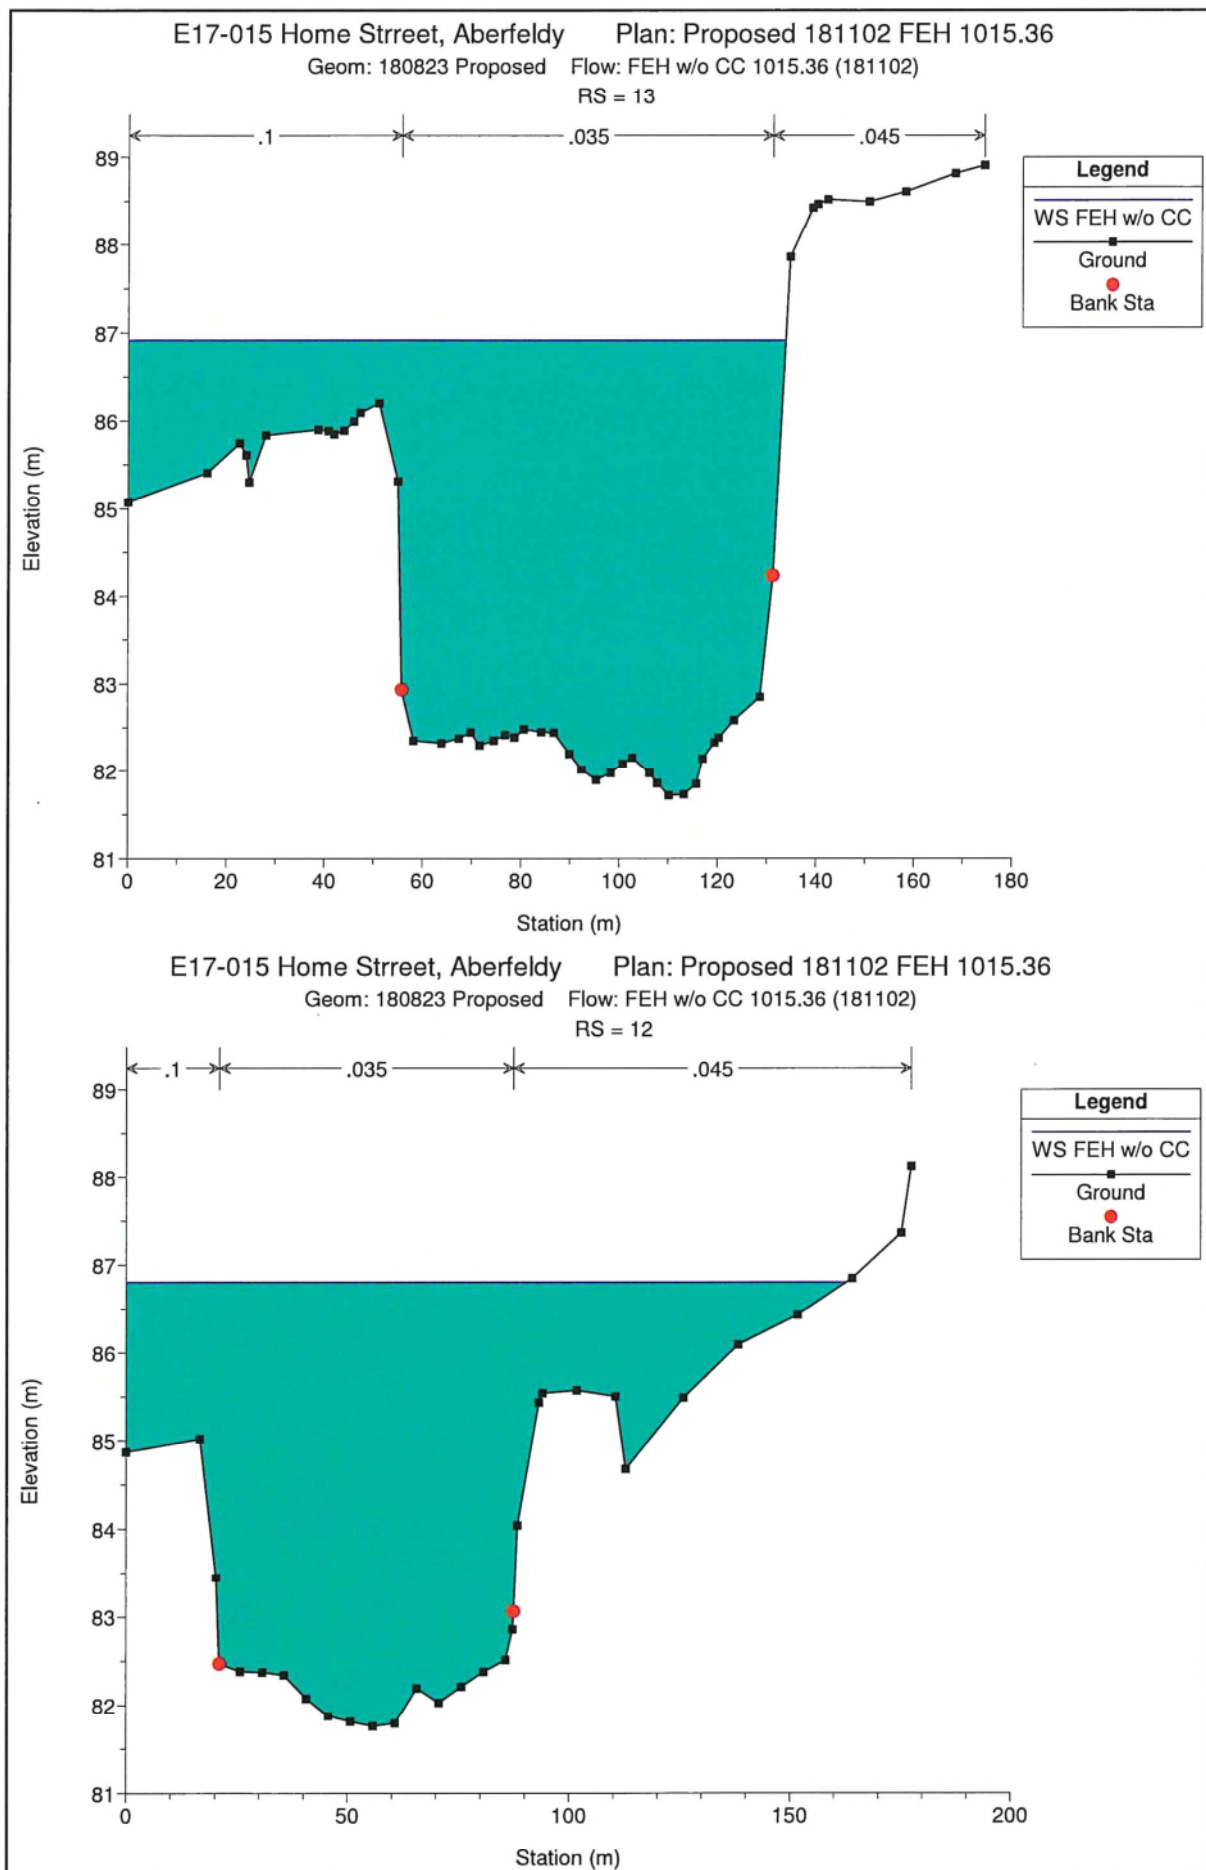 E17-015 Home Strreet, Aberfeldy Plan: Proposed 181102 FEH 1015.36
Geom: 180823 Proposed Flow: FEH w/o CC 1015.36 (181102)
RS = 13
.1 .035 .045
89
88
87
86
85
84
83
82
81
Elevation (m)
0 20 40 60 80 100 120 140 160 180
Station (m)
Legend
WS FEH w/o CC
Ground
Bank Sta
E17-015 Home Strreet, Aberfeldy Plan: Proposed 181102 FEH 1015.36
Geom: 180823 Proposed Flow: FEH w/o CC 1015.36 (181102)
RS = 12
.1 .035 .045
89
88
87
86
85
84
83
82
81
Elevation (m)
0 50 100 150 200
Station (m)
Legend
WS FEH w/o CC
Ground
Bank Sta